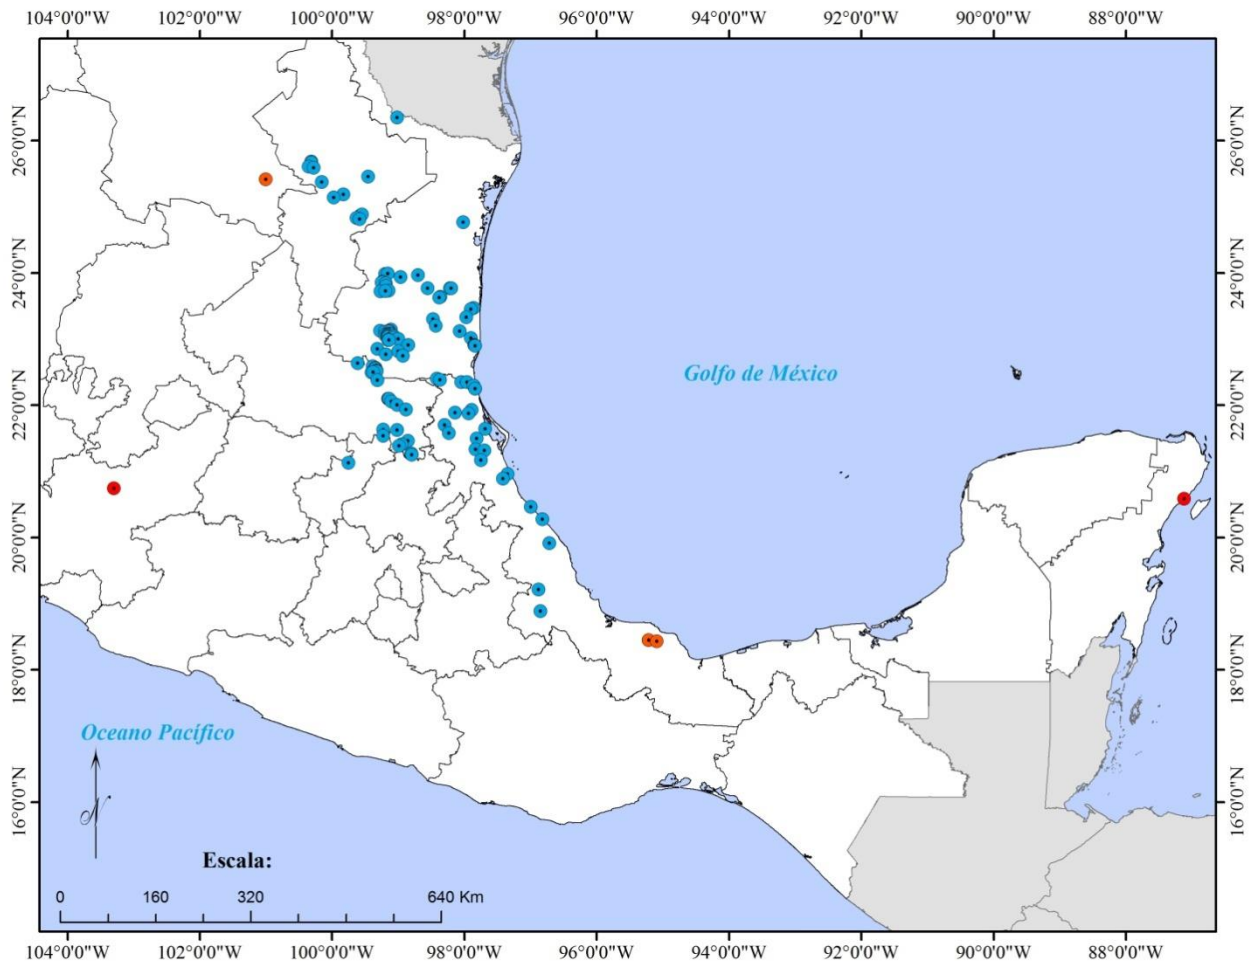 104°0'0"W 102°0'0"W 100°0'0"W 98°0'0"W 96°0'0"W 94°0'0"W 92°0'0"W 90°0'0"W 88°0'0"W
26°0'0"N 26°0'0"N
24°0'0"N 24°0'0"N
Golfo de México
22°0'0"N 22°0'0"N
20°0'0"N 20°0'0"N
18°0'0"N 18°0'0"N
Oceano Pacífico
16°0'0"N 16°0'0"N
N
Escala:
0 160 320 640 Km
104°0'0"W 102°0'0"W 100°0'0"W 98°0'0"W 96°0'0"W 94°0'0"W 92°0'0"W 90°0'0"W 88°0'0"W